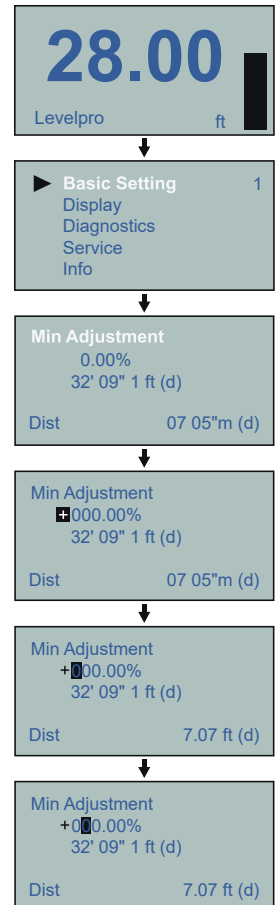 28.00
Levelpro ft
Basic Setting 1
Display
Diagnostics
Service
Info
Min Adjustment
0.00%
32' 09" 1 ft (d)
Dist 07 05"m (d)
Min Adjustment
+000.00%
32' 09" 1 ft (d)
Dist 07 05"m (d)
Min Adjustment
+000.00%
32' 09" 1 ft (d)
Dist 7.07 ft (d)
Min Adjustment
+000.00%
32' 09" 1 ft (d)
Dist 7.07 ft (d)